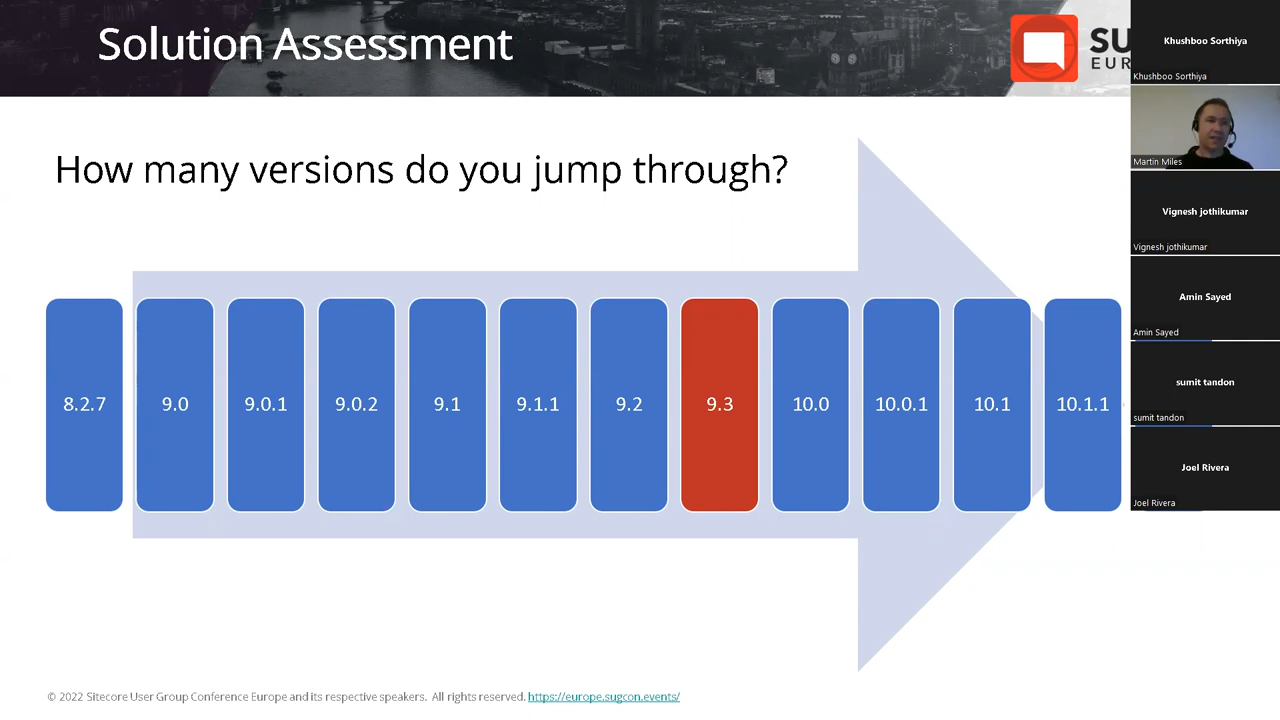 Solution Assessment
SU
EUR
How many versions do you jump through?
8.2.7
9.0
9.0.1
9.0.2
9.1
9.1.1
9.2
9.3
10.0
10.0.1
10.1
10.1.1
© 2022 Sitecore User Group Conference Europe and its respective speakers. All rights reserved. https://europe.sugcon.events/
Khushboo Sorthiya
Khushboo Sorthiya
Martin Miles
Vignesh jothikumar
Vignesh jothikumar
Amin Sayed
Amin Sayed
sumit tandon
sumit tandon
Joel Rivera
Joel Rivera